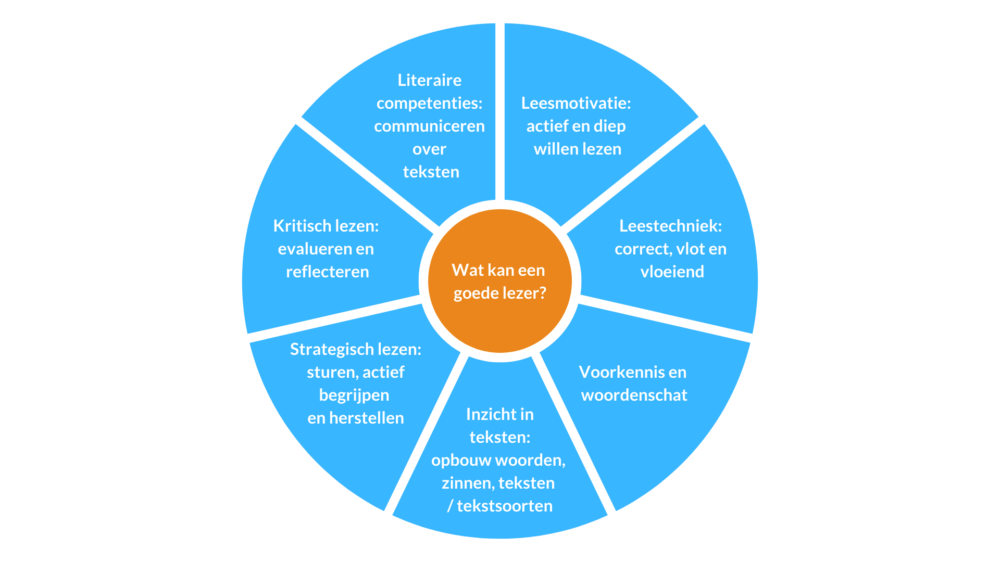 Wat kan een
goede lezer?
Leesmotivatie:
actief en diep
willen lezen
Leestechniek:
correct, vlot en
vloeiend
Voorkennis en
woordenschat
Inzicht in
teksten:
opbouw woorden,
zinnen, teksten
/ tekstsoorten
Strategisch lezen:
sturen, actief
begrijpen
en herstellen
Kritisch lezen:
evalueren en
reflecteren
Literaire
competenties:
communiceren
over
teksten